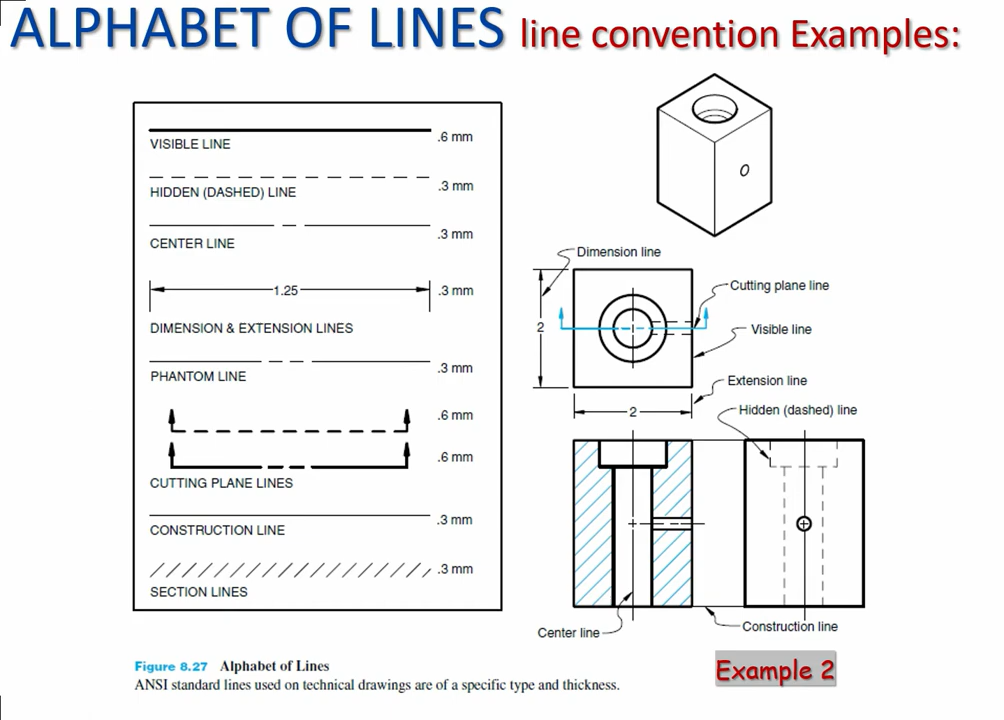 ALPHABET OF LINES line convention Examples:
.6 mm
VISIBLE LINE
.3 mm
HIDDEN (DASHED) LINE
.3 mm
CENTER LINE
1.25
.3 mm
DIMENSION & EXTENSION LINES
.3 mm
PHANTOM LINE
.6 mm
.6 mm
CUTTING PLANE LINES
.3 mm
CONSTRUCTION LINE
.3 mm
SECTION LINES
Dimension line
Cutting plane line
2
Visible line
Extension line
2
Hidden (dashed) line
Center line
Construction line
Example 2
Figure 8.27 Alphabet of Lines
ANSI standard lines used on technical drawings are of a specific type and thickness.